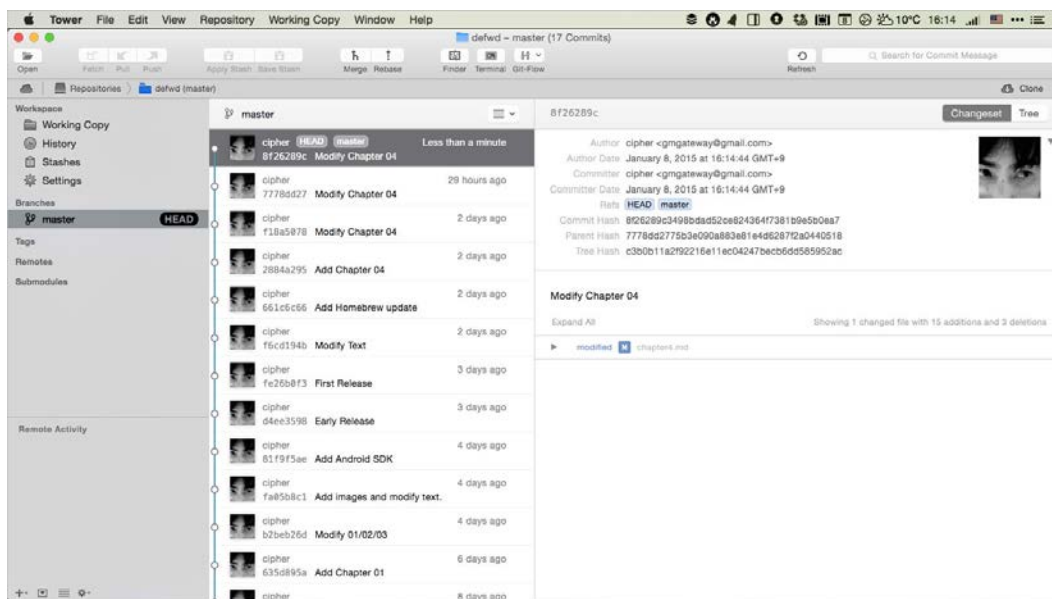 Tower File Edit View Repository Working Copy Window Help 10°C 16:14
defwd – master (17 Commits)
Open Fetch Pull Push Apply Stash Save Stash Merge Rebase Finder Terminal Git-Flow Refresh Search for Commit Message
Repositories defwd (master) Clone
Workspace
Working Copy
History
Stashes
Settings
Branches
master HEAD
Tags
Remotes
Submodules
Remote Activity
master
cipher HEAD master Less than a minute
8f26289c Modify Chapter 04
cipher 29 hours ago
7778dd27 Modify Chapter 04
cipher 2 days ago
f18a5078 Modify Chapter 04
cipher 2 days ago
2884a295 Add Chapter 04
cipher 2 days ago
661c6c66 Add Homebrew update
cipher 2 days ago
f6cd194b Modify Text
cipher 3 days ago
fe26b0f3 First Release
cipher 3 days ago
d4ee3598 Early Release
cipher 4 days ago
81f9f5ae Add Android SDK
cipher 4 days ago
fa05b8c1 Add images and modify text.
cipher 4 days ago
b2beb26d Modify 01/02/03
cipher 6 days ago
635d895a Add Chapter 01
cipher 8 days ago
8f26289c Changeset Tree
Author cipher <gmgateway@gmail.com>
Author Date January 8, 2015 at 16:14:44 GMT+9
Committer cipher <gmgateway@gmail.com>
Committer Date January 8, 2015 at 16:14:44 GMT+9
Refs HEAD master
Commit Hash 8f26289c3498bdad52ce824364f7381b9e5b0ea7
Parent Hash 7778dd2775b3e090a883e81e4d6287f2a0440518
Tree Hash c3b0b11a2f92216e11ec04247becb6dd585952ac
Modify Chapter 04
Expand All Showing 1 changed file with 15 additions and 3 deletions
modified M chapter4.md